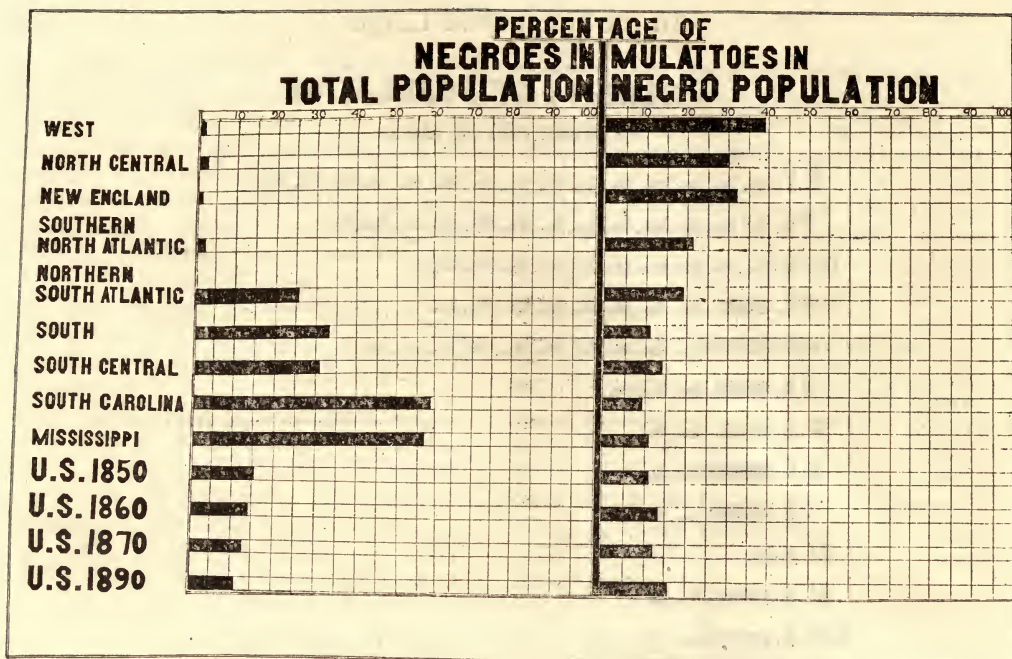 PERCENTAGE OF
NEGROES IN MULATTOES IN
TOTAL POPULATION NEGRO POPULATION
10 20 30 40 50 60 70 80 90 100 10 20 30 40 50 60 70 80 90 100
WEST
NORTH CENTRAL
NEW ENGLAND
SOUTHERN
NORTH ATLANTIC
NORTHERN
SOUTH ATLANTIC
SOUTH
SOUTH CENTRAL
SOUTH CAROLINA
MISSISSIPPI
U.S.1850
U.S.1860
U.S.1870
U.S.1890